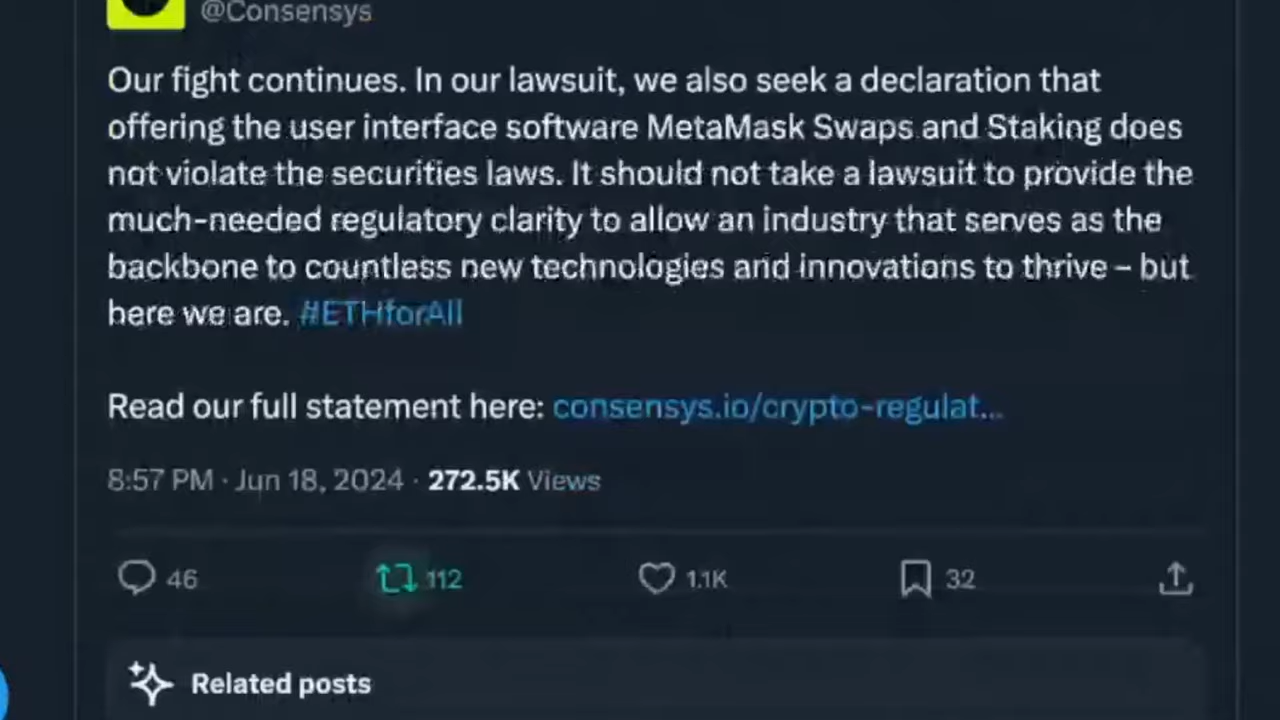 @Consensys
Our fight continues. In our lawsuit, we also seek a declaration that
offering the user interface software MetaMask Swaps and Staking does
not violate the securities laws. It should not take a lawsuit to provide the
much-needed regulatory clarity to allow an industry that serves as the
backbone to countless new technologies and innovations to thrive – but
here we are. #ETHforAll
Read our full statement here: consensys.io/crypto-regulat...
8:57 PM · Jun 18, 2024 · 272.5K Views
46 112 1.1K 32
Related posts